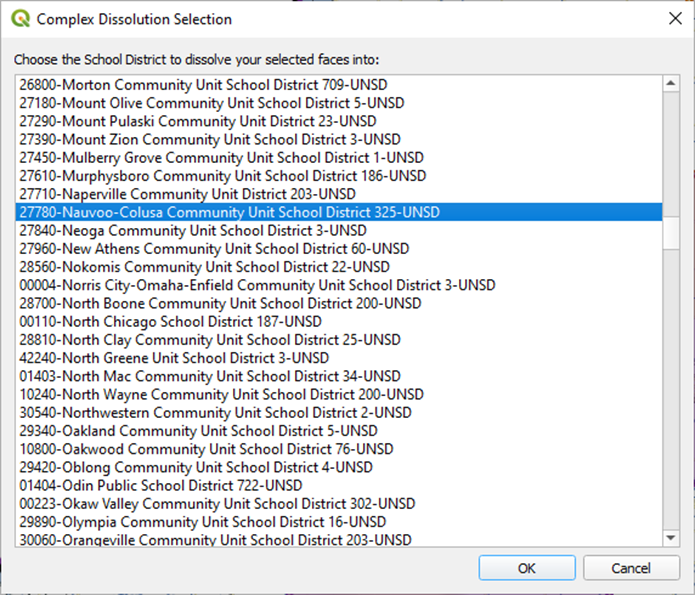 Complex Dissolution Selection
Choose the School District to dissolve your selected faces into:
26800-Morton Community Unit School District 709-UNSD
27180-Mount Olive Community Unit School District 5-UNSD
27290-Mount Pulaski Community Unit District 23-UNSD
27390-Mount Zion Community Unit School District 3-UNSD
27450-Mulberry Grove Community Unit School District 1-UNSD
27610-Murphysboro Community Unit School District 186-UNSD
27710-Naperville Community Unit District 203-UNSD
27780-Nauvoo-Colusa Community Unit School District 325-UNSD
27840-Neoga Community Unit School District 3-UNSD
27960-New Athens Community Unit School District 60-UNSD
28560-Nokomis Community Unit School District 22-UNSD
00004-Norris City-Omaha-Enfield Community Unit School District 3-UNSD
28700-North Boone Community Unit School District 200-UNSD
00110-North Chicago School District 187-UNSD
28810-North Clay Community Unit School District 25-UNSD
42240-North Greene Unit School District 3-UNSD
01403-North Mac Community Unit School District 34-UNSD
10240-North Wayne Community Unit School District 200-UNSD
30540-Northwestern Community Unit School District 2-UNSD
29340-Oakland Community Unit School District 5-UNSD
10800-Oakwood Community Unit School District 76-UNSD
29420-Oblong Community Unit School District 4-UNSD
01404-Odin Public School District 722-UNSD
00223-Okaw Valley Community Unit School District 302-UNSD
29890-Olympia Community Unit School District 16-UNSD
30060-Orangeville Community Unit School District 203-UNSD
OK Cancel